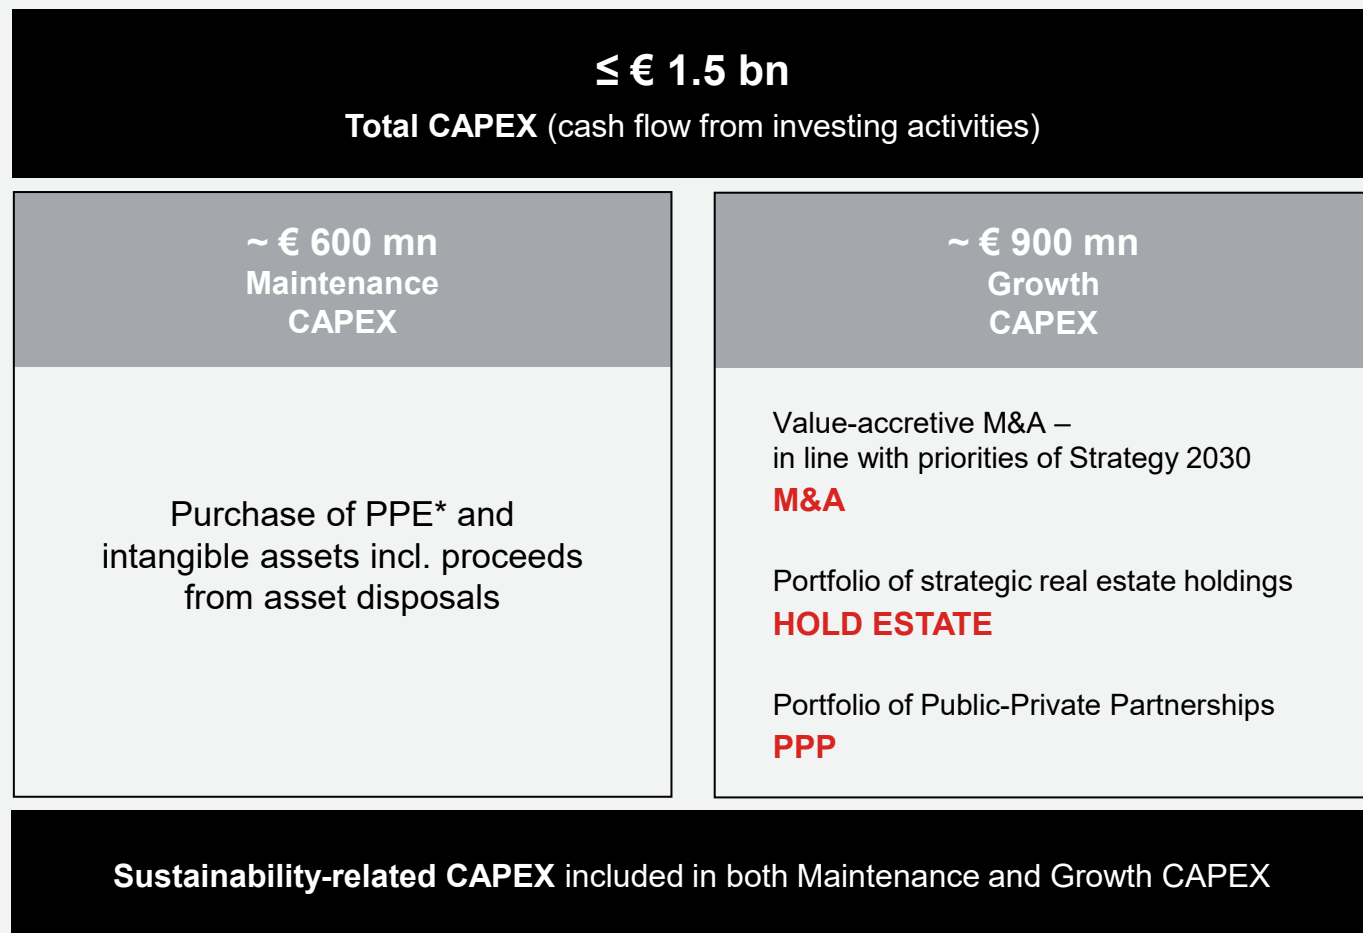 ≤ € 1.5 bn
Total CAPEX (cash flow from investing activities)
~ € 600 mn
Maintenance
CAPEX
Purchase of PPE* and
intangible assets incl. proceeds
from asset disposals
~ € 900 mn
Growth
CAPEX
Value-accretive M&A –
in line with priorities of Strategy 2030
M&A
Portfolio of strategic real estate holdings
HOLD ESTATE
Portfolio of Public-Private Partnerships
PPP
Sustainability-related CAPEX included in both Maintenance and Growth CAPEX